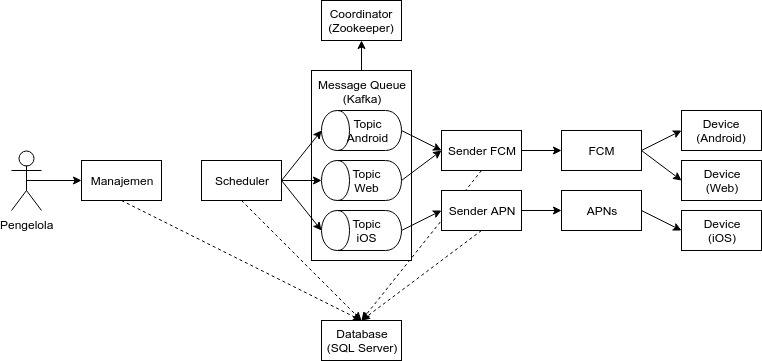 Coordinator
(Zookeeper)
Message Queue
(Kafka)
Topic
Android
Sender FCM
FCM
Device
(Android)
Manajemen
Scheduler
Topic
Web
Device
(Web)
Pengelola
Topic
iOS
Sender APN
APNs
Device
(iOS)
Database
(SQL Server)